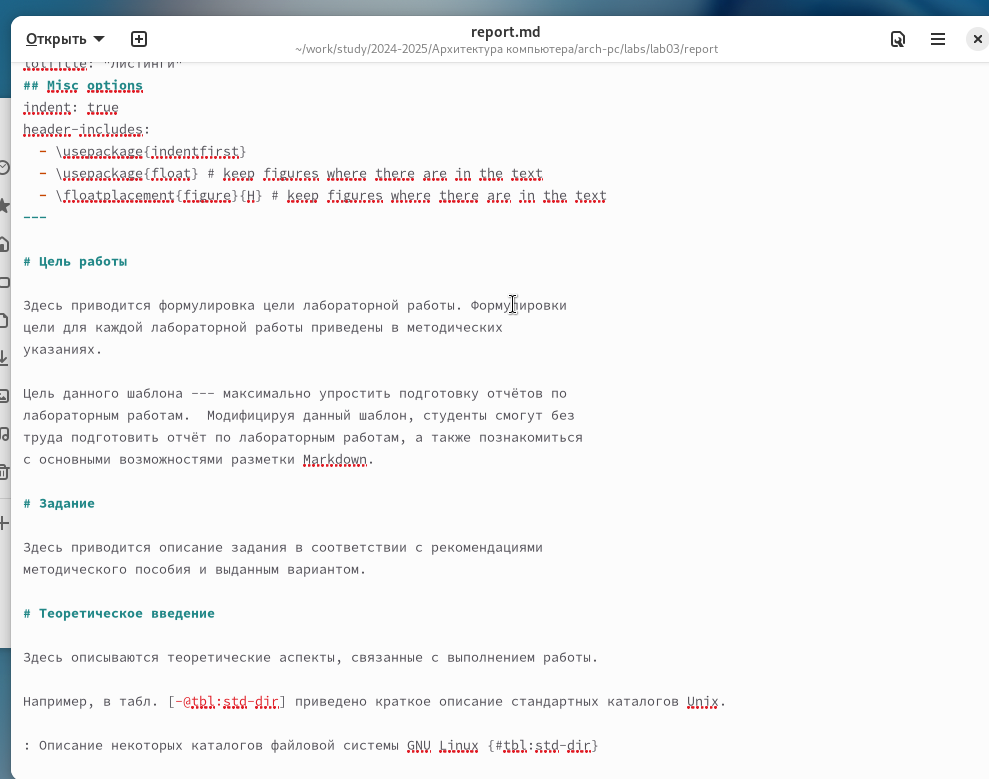 Открыть
report.md
~/work/study/2024-2025/Архитектура компьютера/arch-pc/labs/lab03/report
lolTitle: "Листинги"
## Misc options
indent: true
header-includes:
  - \usepackage{indentfirst}
  - \usepackage{float} # keep figures where there are in the text
  - \floatplacement{figure}{H} # keep figures where there are in the text
---
# Цель работы
Здесь приводится формулировка цели лабораторной работы. Формулировки
цели для каждой лабораторной работы приведены в методических
указаниях.
Цель данного шаблона --- максимально упростить подготовку отчётов по
лабораторным работам.  Модифицируя данный шаблон, студенты смогут без
труда подготовить отчёт по лабораторным работам, а также познакомиться
с основными возможностями разметки Markdown.
# Задание
Здесь приводится описание задания в соответствии с рекомендациями
методического пособия и выданным вариантом.
# Теоретическое введение
Здесь описываются теоретические аспекты, связанные с выполнением работы.
Например, в табл. [-@tbl:std-dir] приведено краткое описание стандартных каталогов Unix.
: Описание некоторых каталогов файловой системы GNU Linux {#tbl:std-dir}